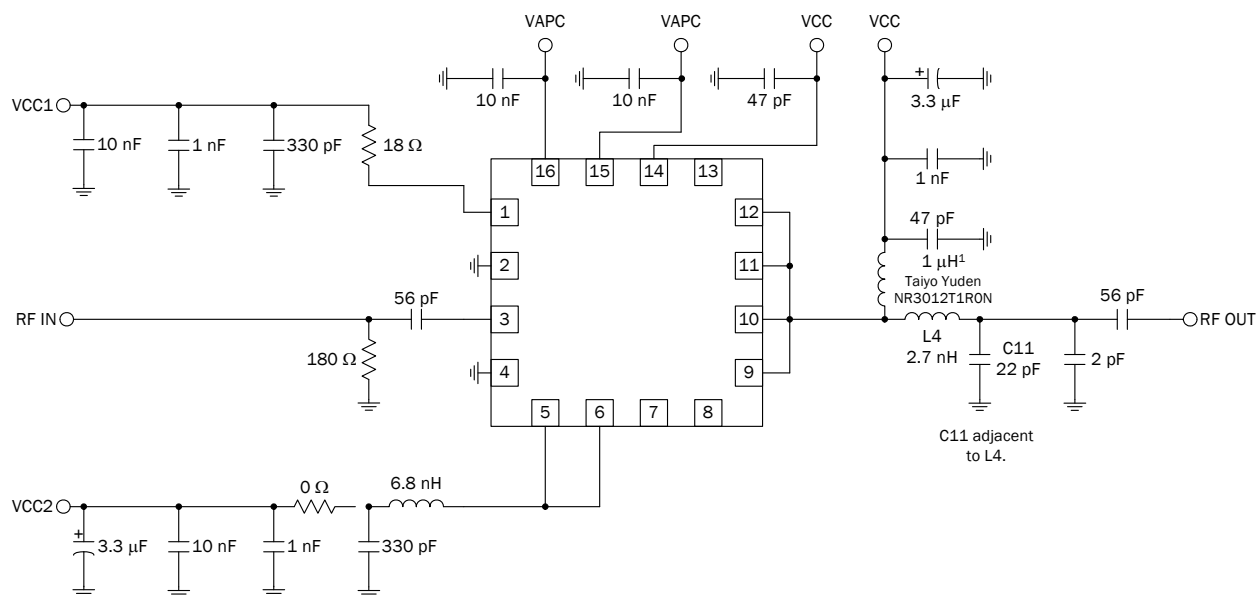 VAPC
VAPC
VCC
VCC
10 nF
10 nF
47 pF
+
3.3 µF
VCC1
10 nF
1 nF
330 pF
18 Ω
16
15
14
13
1 nF
1
12
47 pF
2
11
1 µH¹
Taiyo Yuden
NR3012T1R0N
RF IN
56 pF
3
10
L4
2.7 nH
56 pF
RF OUT
180 Ω
4
9
C11
22 pF
2 pF
5
6
7
8
C11 adjacent
to L4.
VCC2
0 Ω
6.8 nH
+
3.3 µF
10 nF
1 nF
330 pF